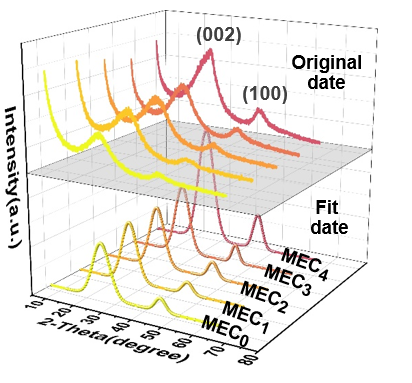 (002)
Original
date
(100)
Intensity(a.u.)
Fit
date
MEC4
MEC3
MEC2
MEC1
MEC0
10
20
30
40
50
60
70
80
2-Theta(degree)